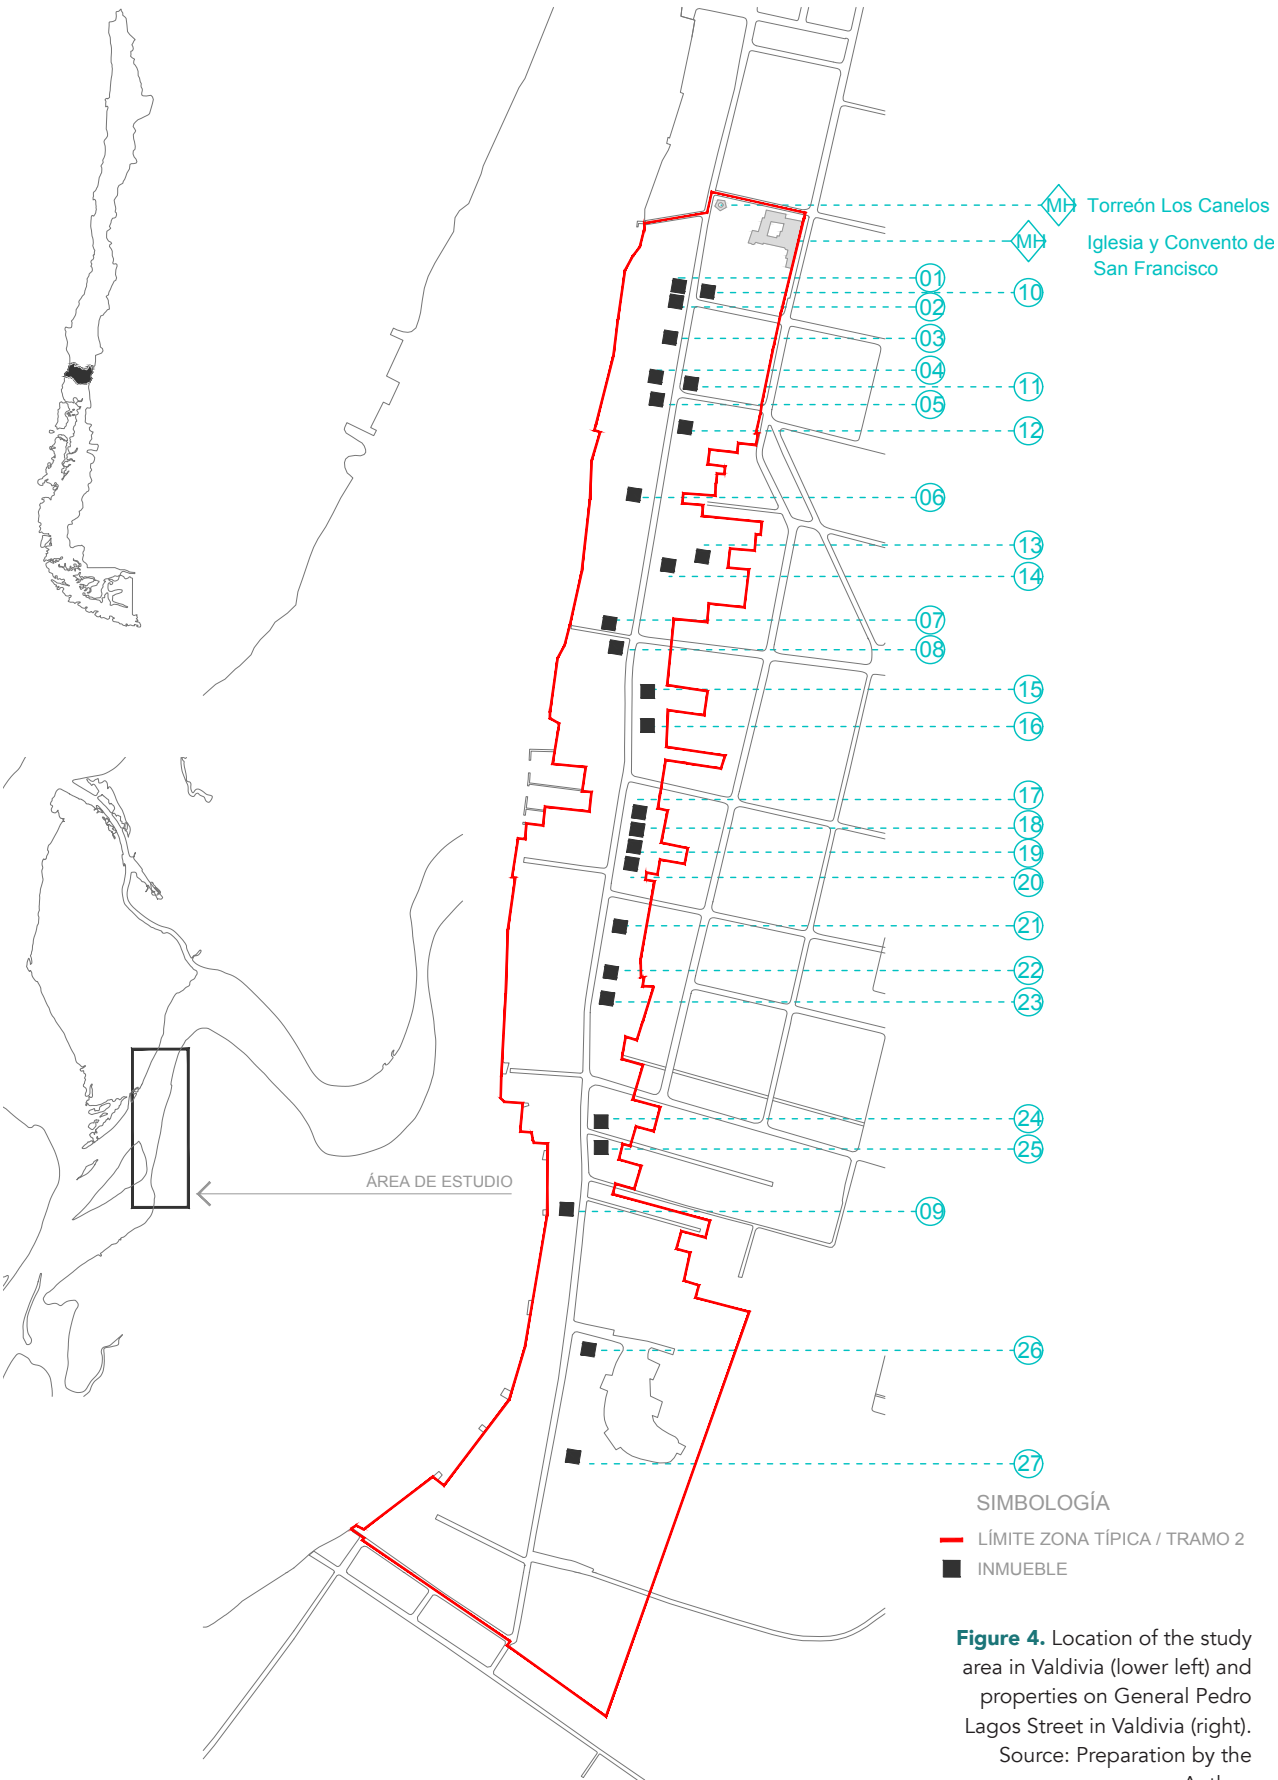 MH Torreón Los Canelos
MH Iglesia y Convento de
San Francisco
01
10
02
03
04
11
05
12
06
13
14
07
08
15
16
17
18
19
20
21
22
23
24
25
ÁREA DE ESTUDIO
09
26
27
SIMBOLOGÍA
LÍMITE ZONA TÍPICA / TRAMO 2
INMUEBLE
Figure 4. Location of the study
area in Valdivia (lower left) and
properties on General Pedro
Lagos Street in Valdivia (right).
Source: Preparation by the